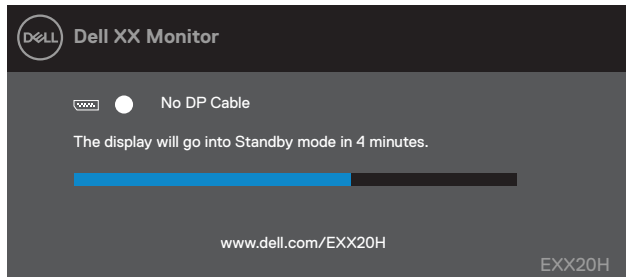 DELL Dell XX Monitor
No DP Cable
The display will go into Standby mode in 4 minutes.
www.dell.com/EXX20H
EXX20H